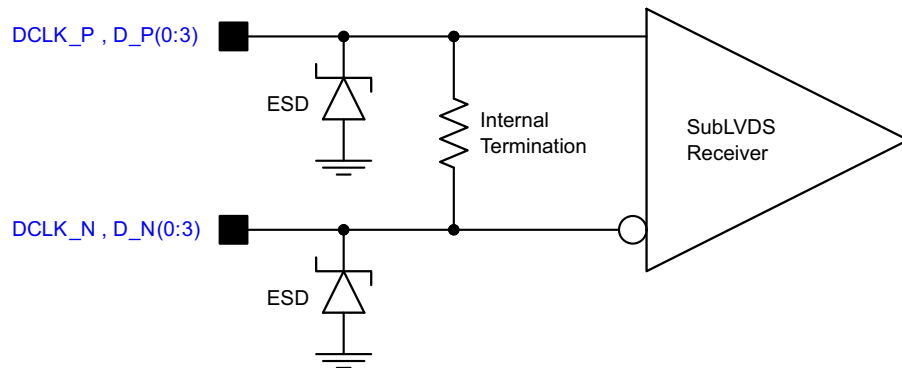 DCLK_P , D_P(0:3)
ESD
Internal
Termination
SubLVDS
Receiver
DCLK_N , D_N(0:3)
ESD